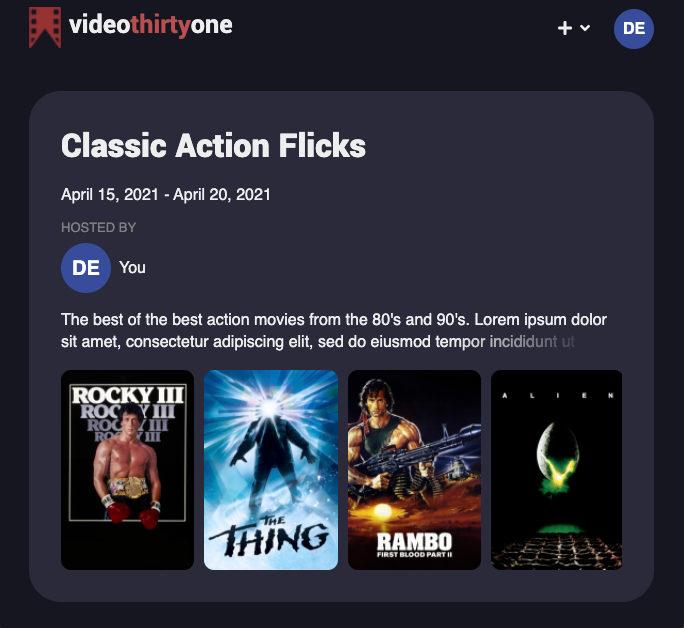 videothirtyone
DE
Classic Action Flicks
April 15, 2021 - April 20, 2021
HOSTED BY
DE
You
The best of the best action movies from the 80's and 90's. Lorem ipsum dolor
sit amet, consectetur adipiscing elit, sed do eiusmod tempor incididunt ut
ROCKY III
ROCKY III
ROCKY III
ROCKY III
THE
THING
RAMBO
FIRST BLOOD PART II
ALIEN